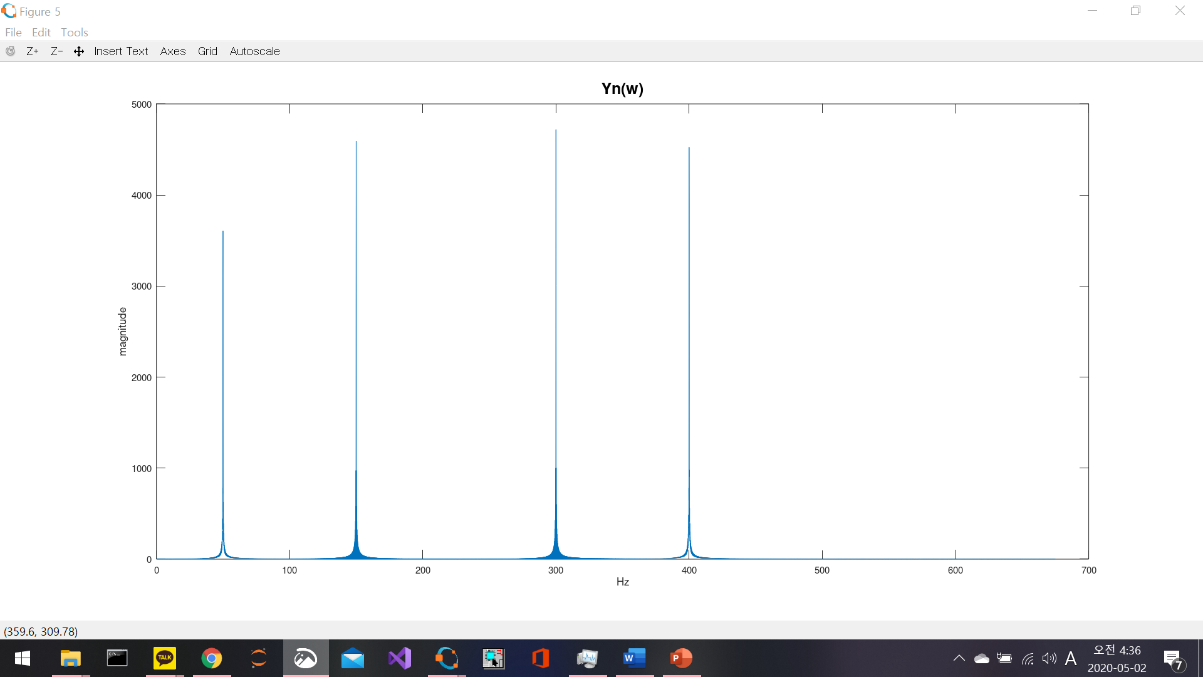 Figure 5
File Edit Tools
Z+ Z- Insert Text Axes Grid Autoscale
Yn(w)
5000
4000
3000
2000
1000
0
magnitude
0 100 200 300 400 500 600 700
Hz
(359.6, 309.78)
TALK
W
P
A
오전 4:36
2020-05-02
7